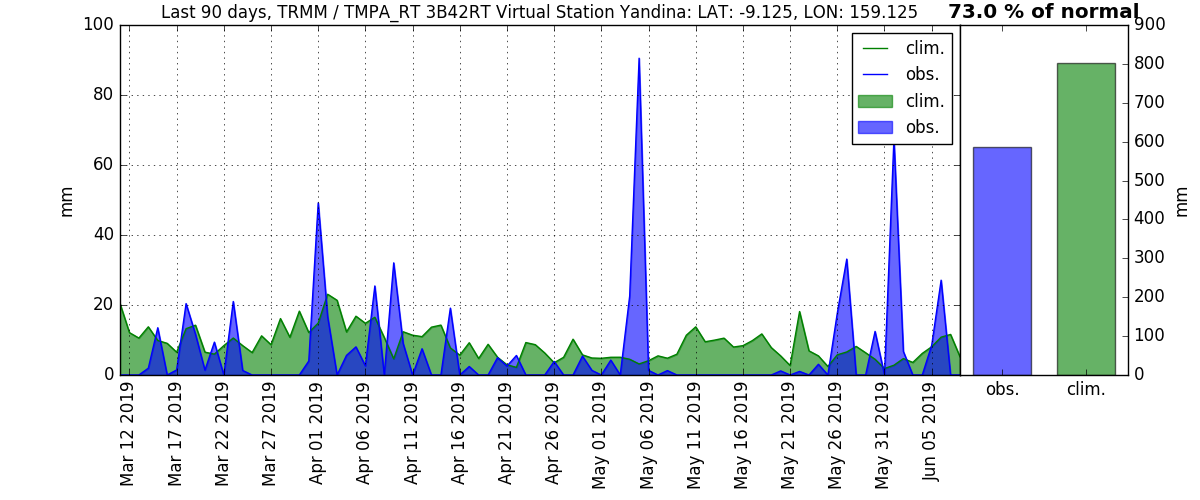 Last 90 days, TRMM / TMPA_RT 3B42RT Virtual Station Yandina: LAT: -9.125, LON: 159.125
73.0 % of normal
100
80
60
40
20
0
mm
clim.
obs.
clim.
obs.
900
800
700
600
500
400
300
200
100
0
mm
Mar 12 2019
Mar 17 2019
Mar 22 2019
Mar 27 2019
Apr 01 2019
Apr 06 2019
Apr 11 2019
Apr 16 2019
Apr 21 2019
Apr 26 2019
May 01 2019
May 06 2019
May 11 2019
May 16 2019
May 21 2019
May 26 2019
May 31 2019
Jun 05 2019
obs.
clim.